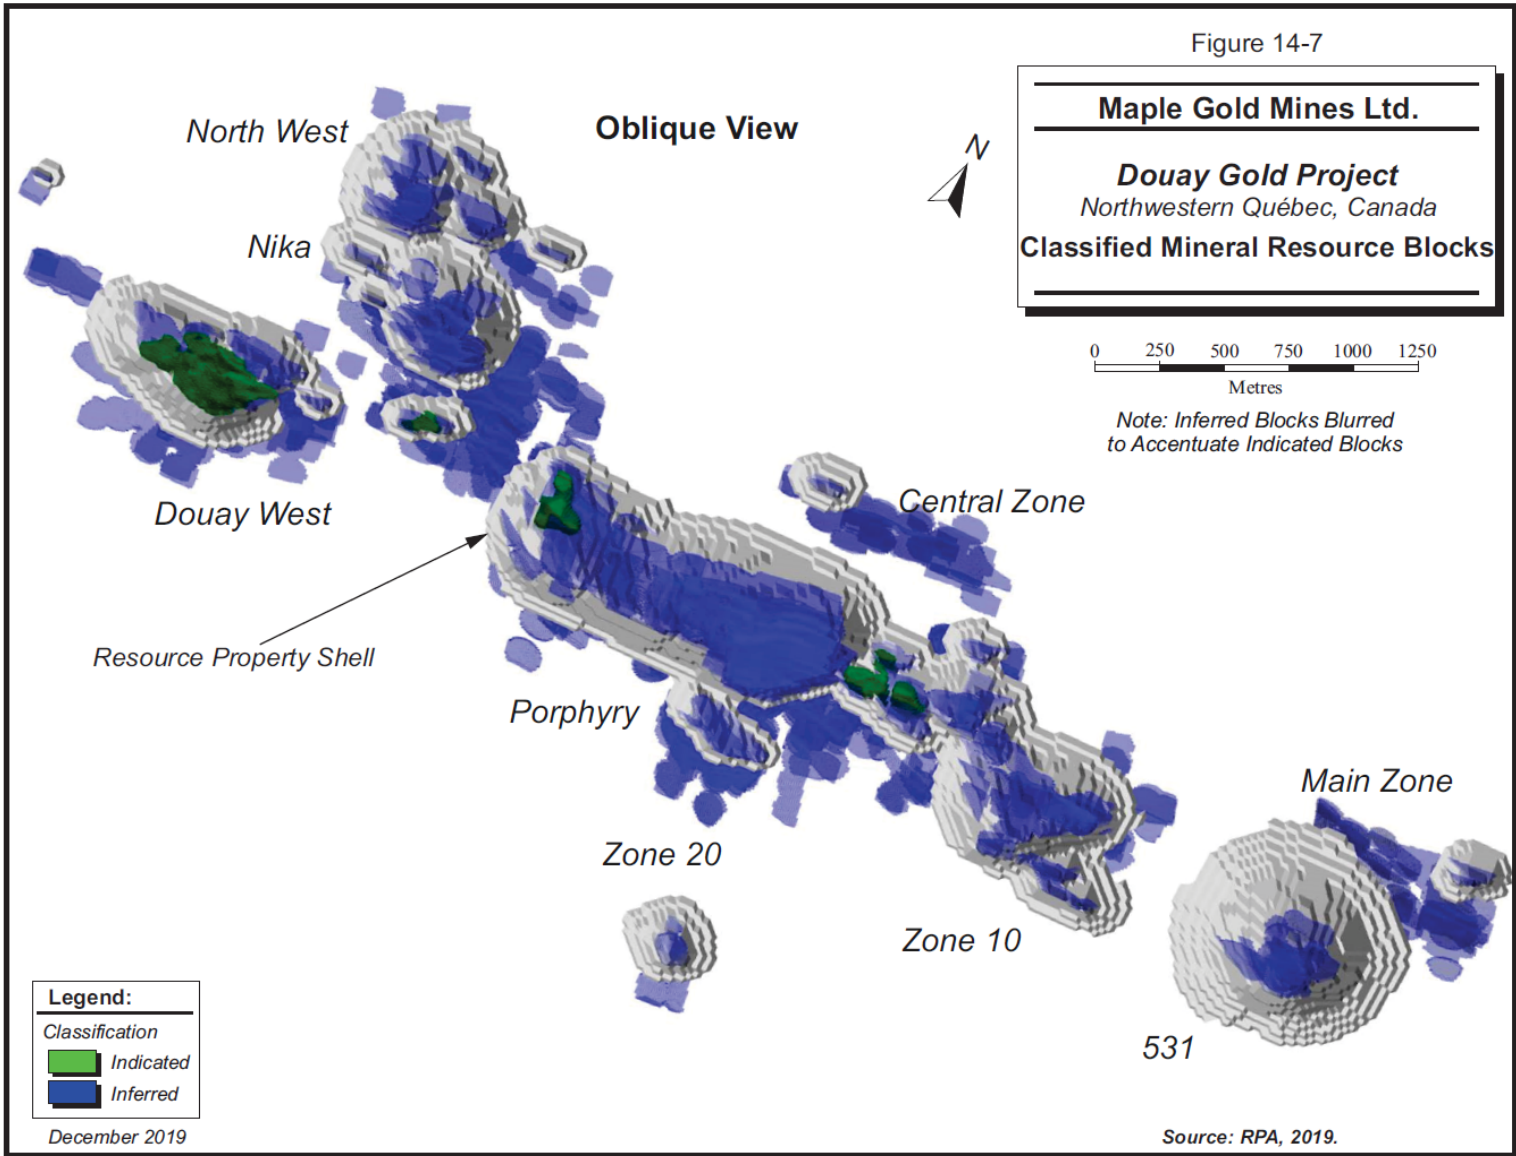 Figure 14-7
Maple Gold Mines Ltd.
Douay Gold Project
Northwestern Québec, Canada
Classified Mineral Resource Blocks
Oblique View
N
North West
Nika
0 250 500 750 1000 1250
Metres
Note: Inferred Blocks Blurred
to Accentuate Indicated Blocks
Douay West
Central Zone
Resource Property Shell
Porphyry
Main Zone
Zone 20
Zone 10
531
Legend:
Classification
Indicated
Inferred
December 2019
Source: RPA, 2019.